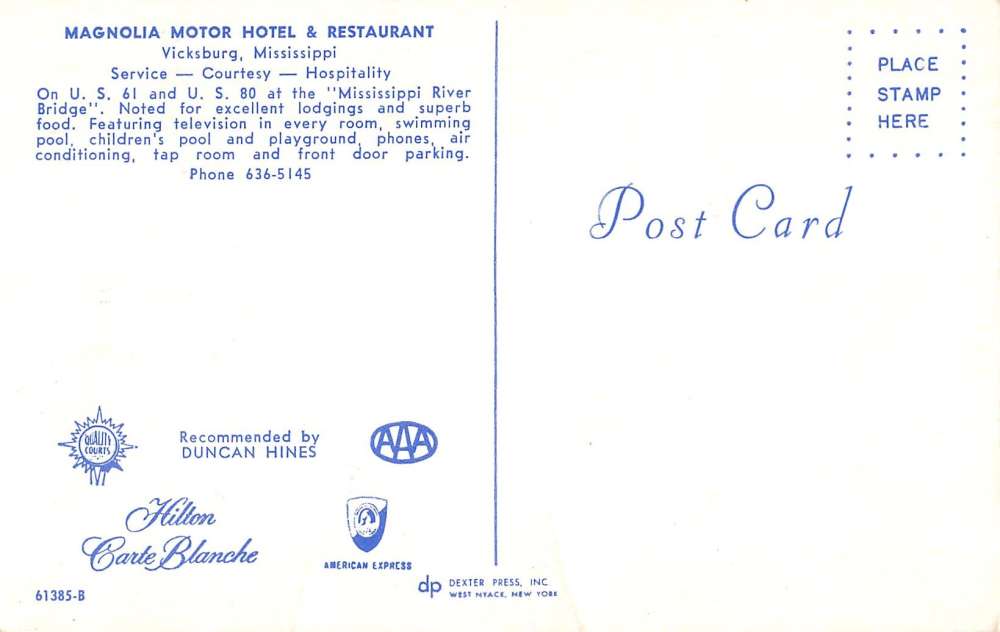 MAGNOLIA MOTOR HOTEL & RESTAURANT
Vicksburg, Mississippi
Service — Courtesy — Hospitality
On U. S. 61 and U. S. 80 at the "Mississippi River
Bridge". Noted for excellent lodgings and superb
food. Featuring television in every room, swimming
pool, children's pool and playground, phones, air
conditioning, tap room and front door parking.
Phone 636-5145
PLACE
STAMP
HERE
Post Card
QUALITY
COURTS
Recommended by
DUNCAN HINES
AAA
Hilton
Carte Blanche
AMERICAN EXPRESS
61385-B
dp
DEXTER PRESS, INC
WEST NYACK, NEW YORK